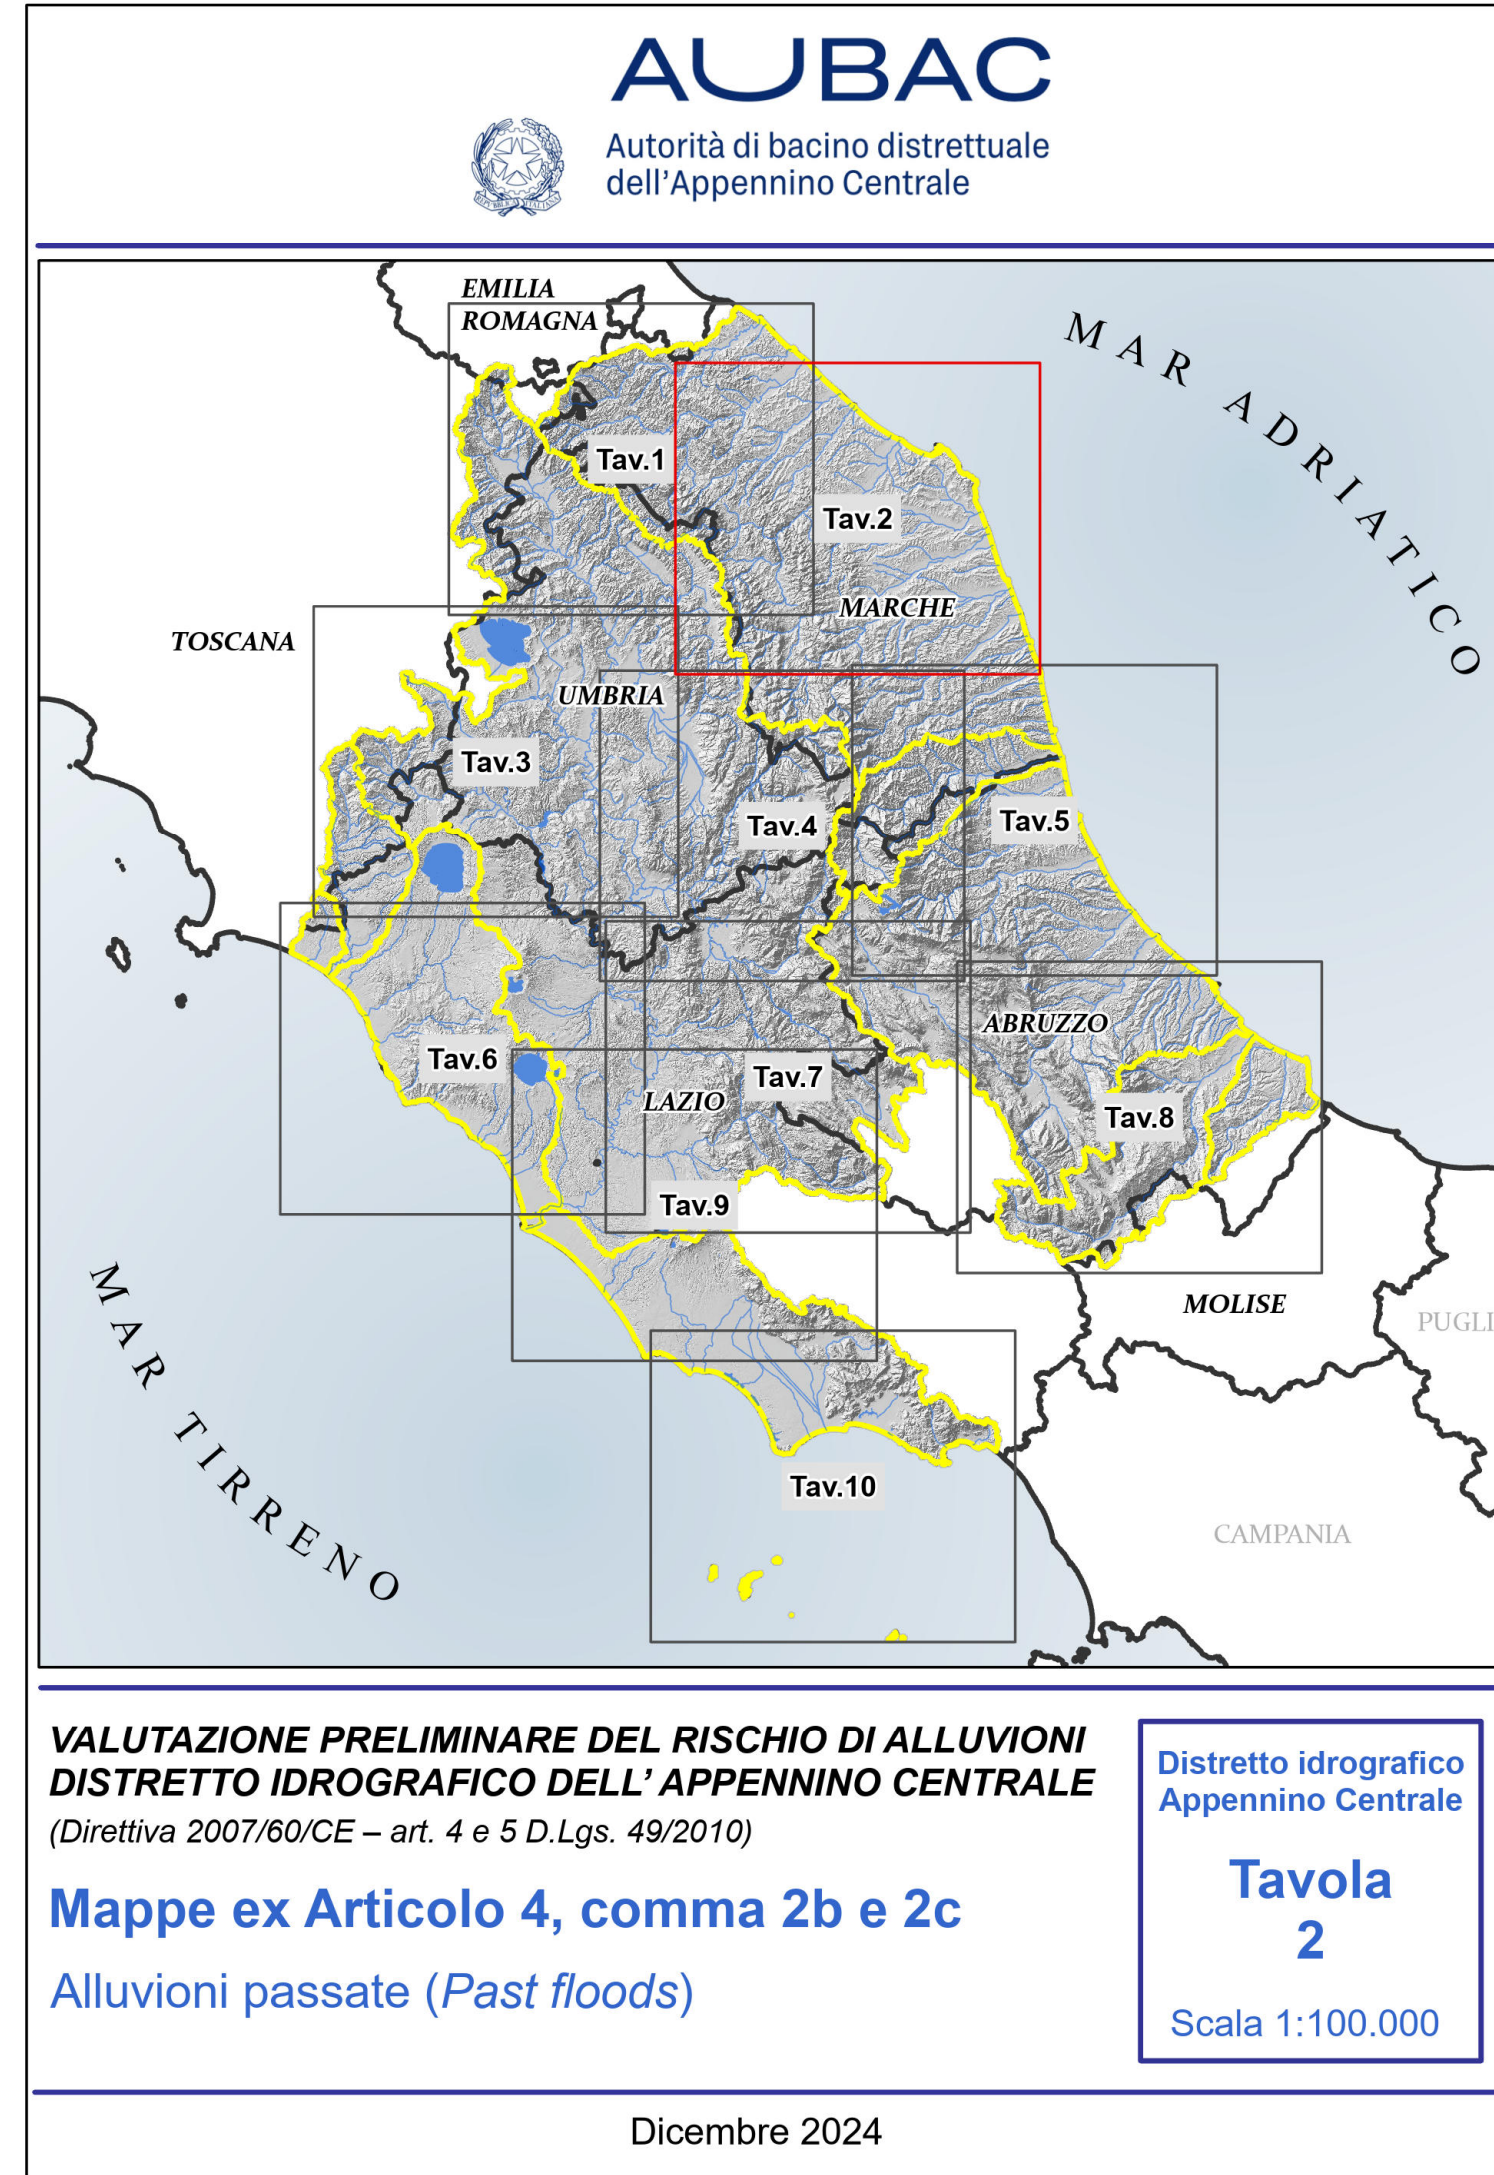 AUBAC
Autorità di bacino distrettuale
dell'Appennino Centrale
EMILIA
ROMAGNA
MAR ADRIATICO
Tav.1
Tav.2
MARCHE
TOSCANA
UMBRIA
Tav.3
Tav.4
Tav.5
ABRUZZO
Tav.6
Tav.7
LAZIO
Tav.8
Tav.9
MAR TIRRENO
MOLISE
PUGLI
Tav.10
CAMPANIA
VALUTAZIONE PRELIMINARE DEL RISCHIO DI ALLUVIONI
DISTRETTO IDROGRAFICO DELL' APPENNINO CENTRALE
(Direttiva 2007/60/CE – art. 4 e 5 D.Lgs. 49/2010)
Mappe ex Articolo 4, comma 2b e 2c
Alluvioni passate (Past floods)
Distretto idrografico
Appennino Centrale
Tavola
2
Scala 1:100.000
Dicembre 2024